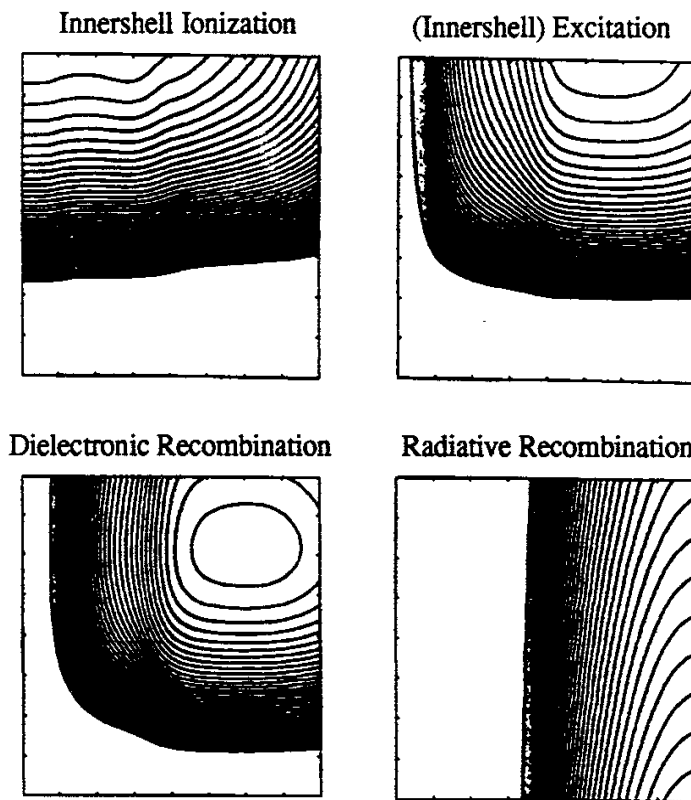 Innershell Ionization
(Innershell) Excitation
Dielectronic Recombination
Radiative Recombination